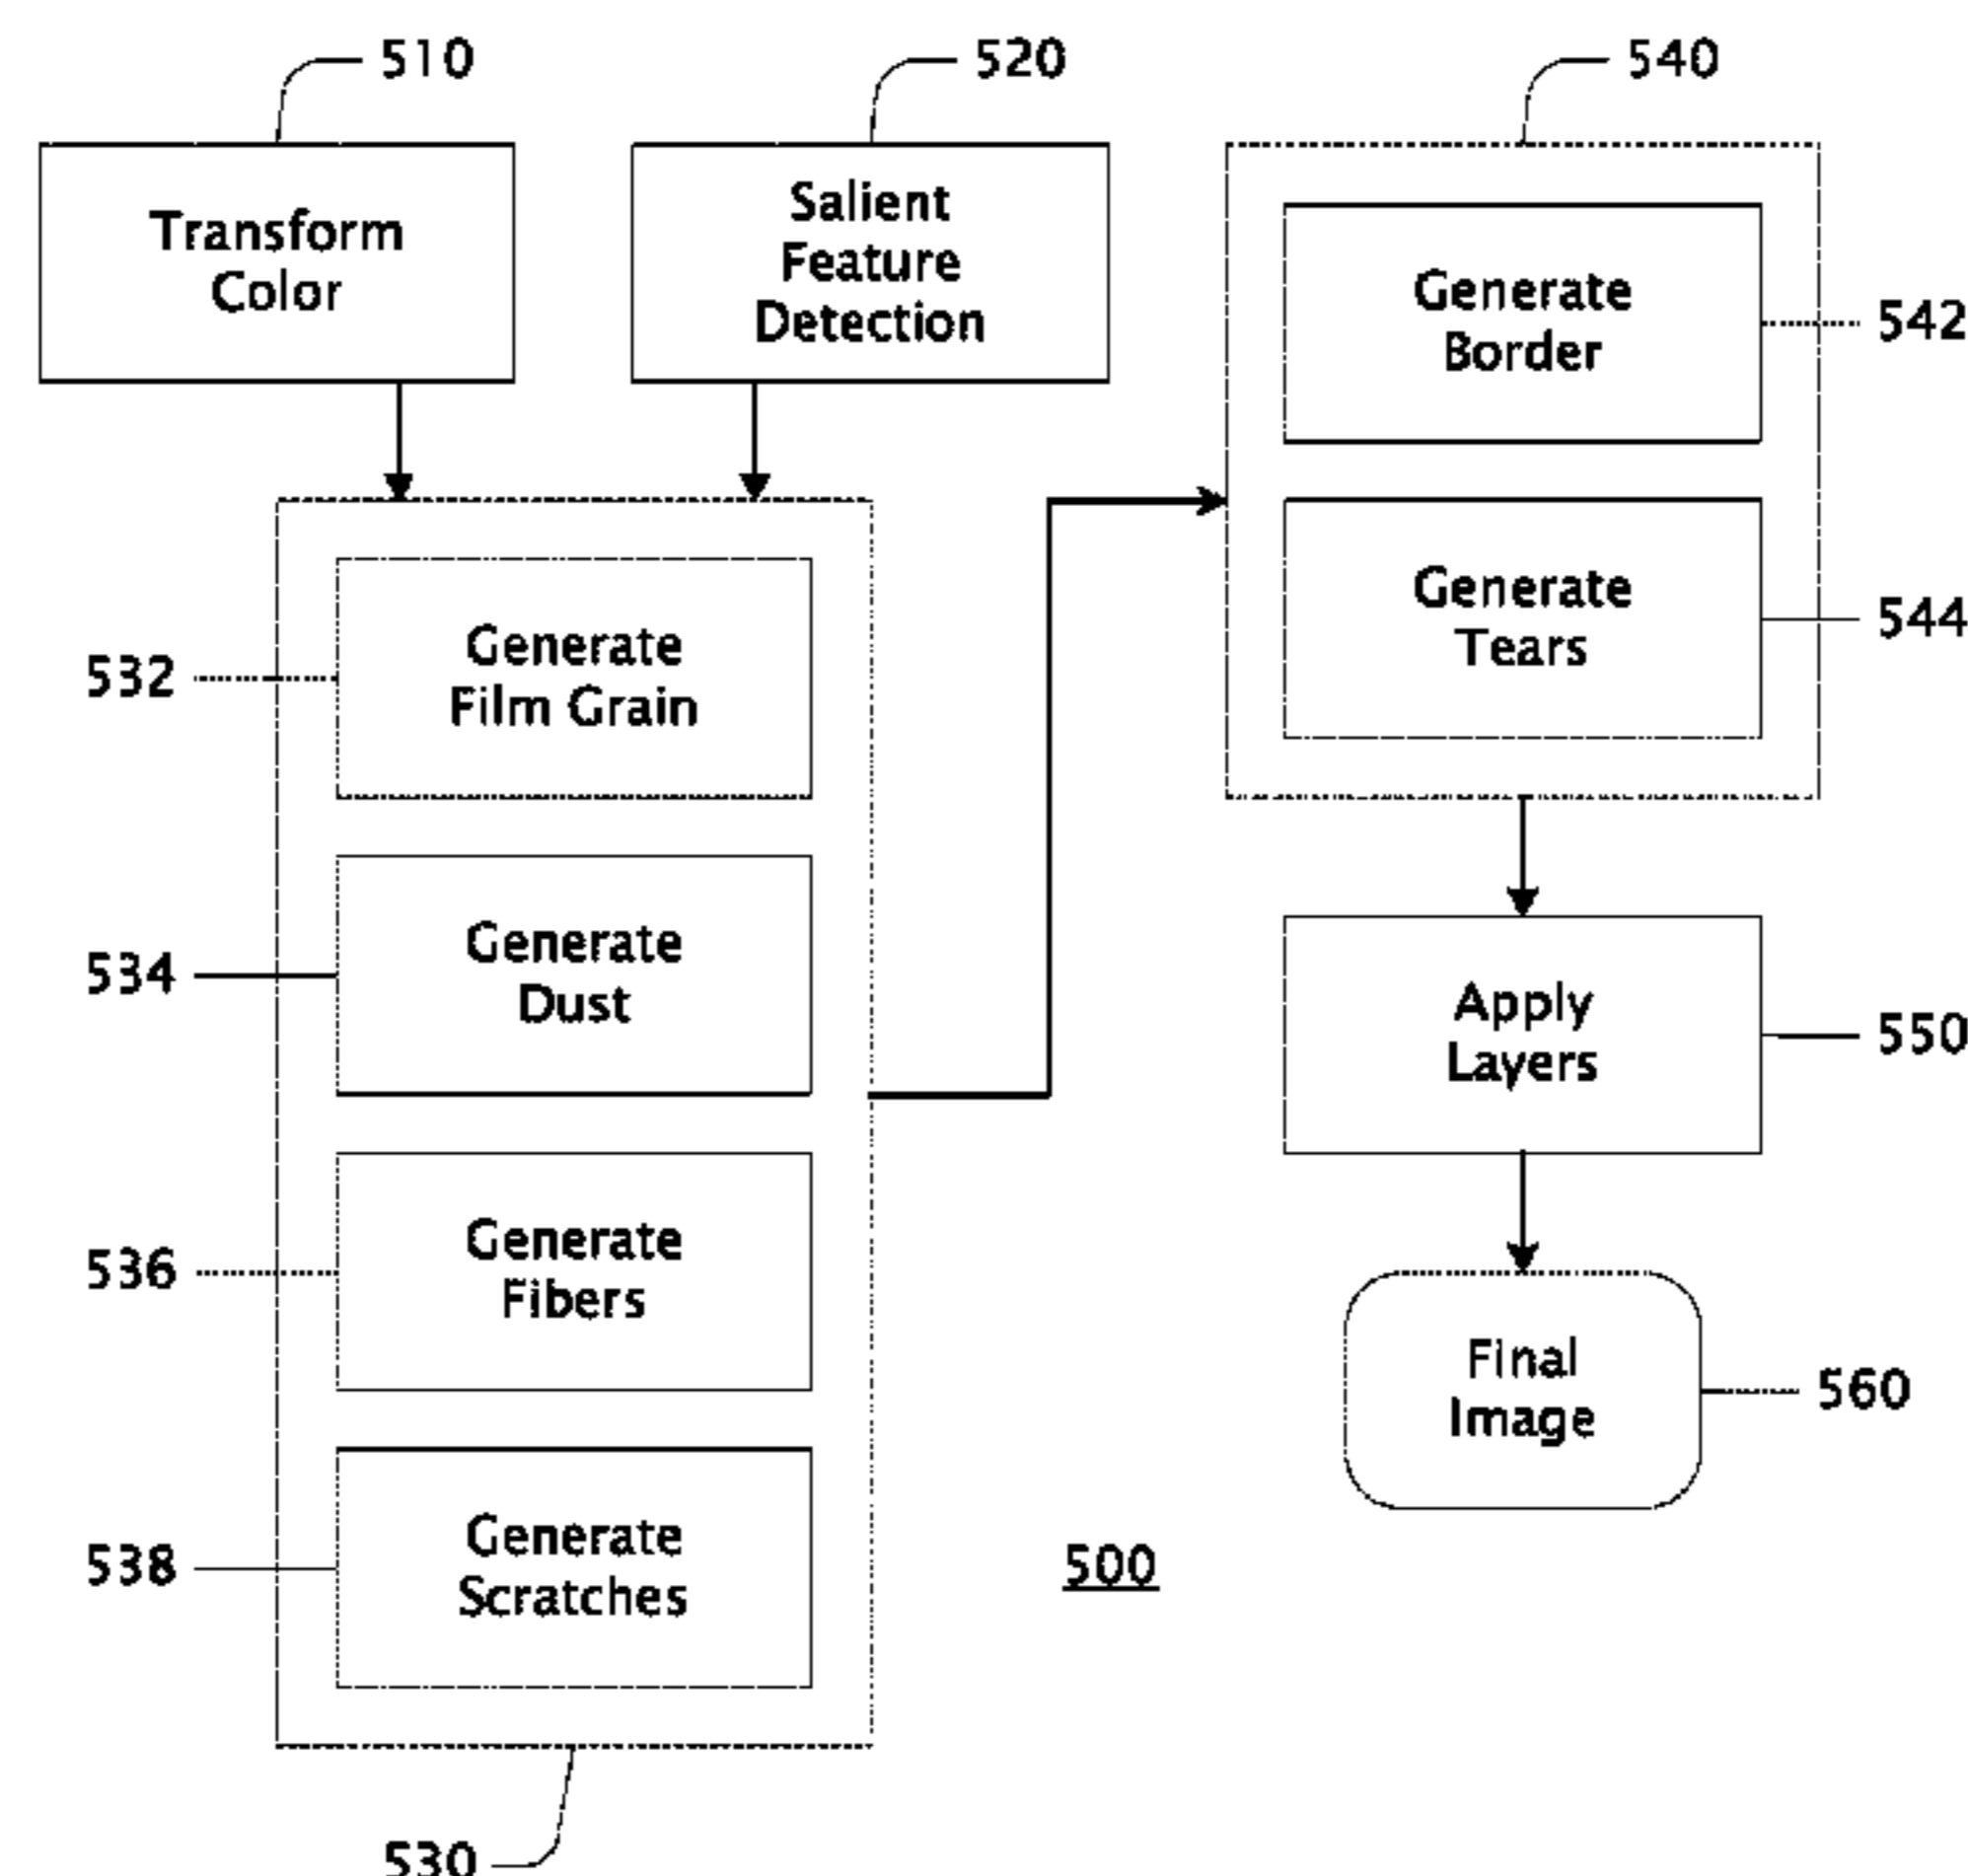 510
520
540
Transform
Color
Salient
Feature
Detection
Generate
Border
542
Generate
Tears
544
532
Generate
Film Grain
534
Generate
Dust
Apply
Layers
550
536
Generate
Fibers
Final
Image
560
538
Generate
Scratches
500
530